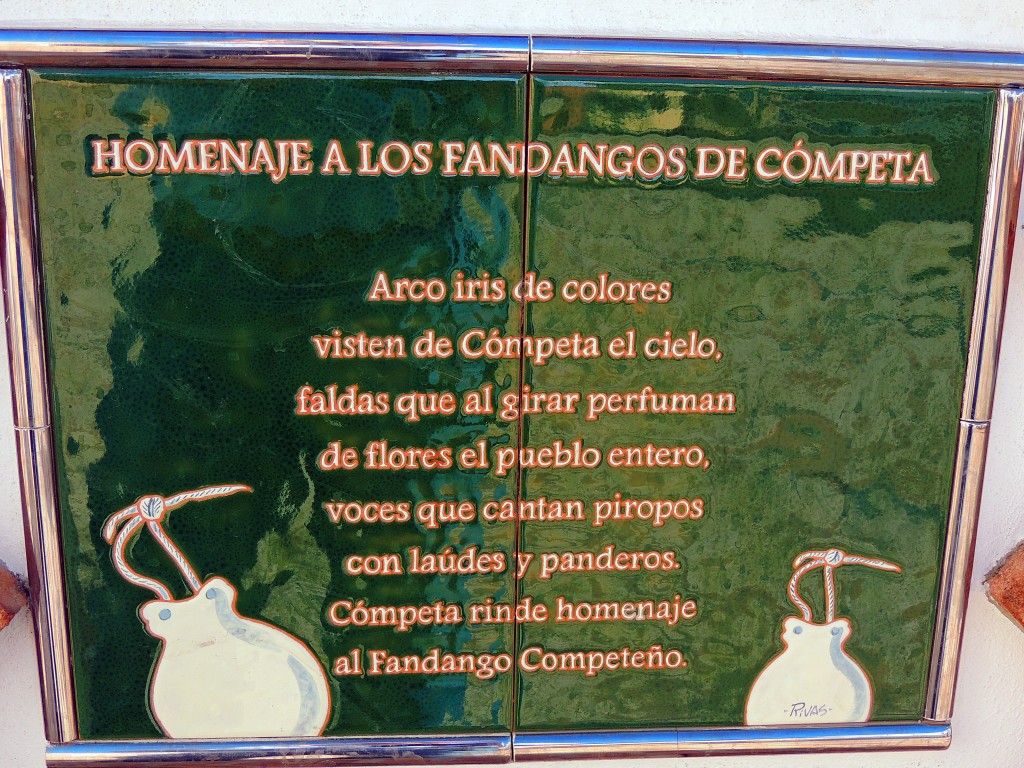 HOMENAJE A LOS FANDANGOS DE CÓMPETA
Arco iris de colores
visten de Cómpeta el cielo,
faldas que al girar perfuman
de flores el pueblo entero,
voces que cantan piropos
con laúdes y panderos.
Cómpeta rinde homenaje
al Fandango Competeño.
-RIVAS-